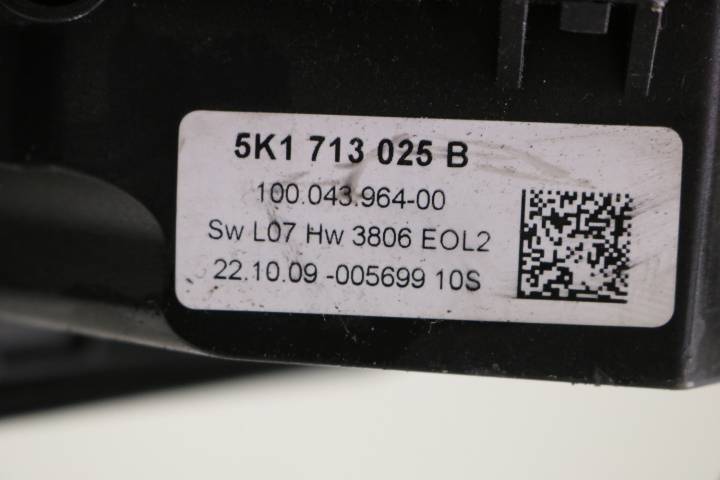 5K1 713 025 B
100.043.964-00
Sw L07 Hw 3806 EOL2
22.10.09 -005699 10S